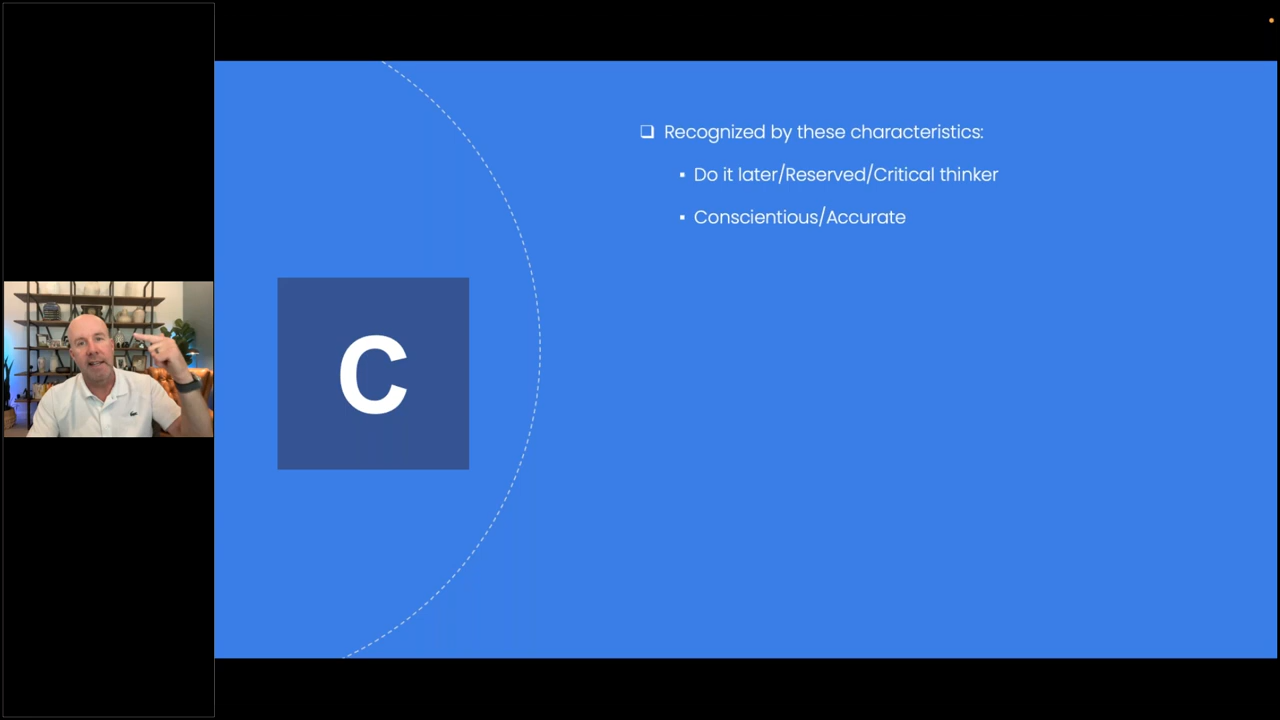 C
❑ Recognized by these characteristics:
▪ Do it later/Reserved/Critical thinker
▪ Conscientious/Accurate